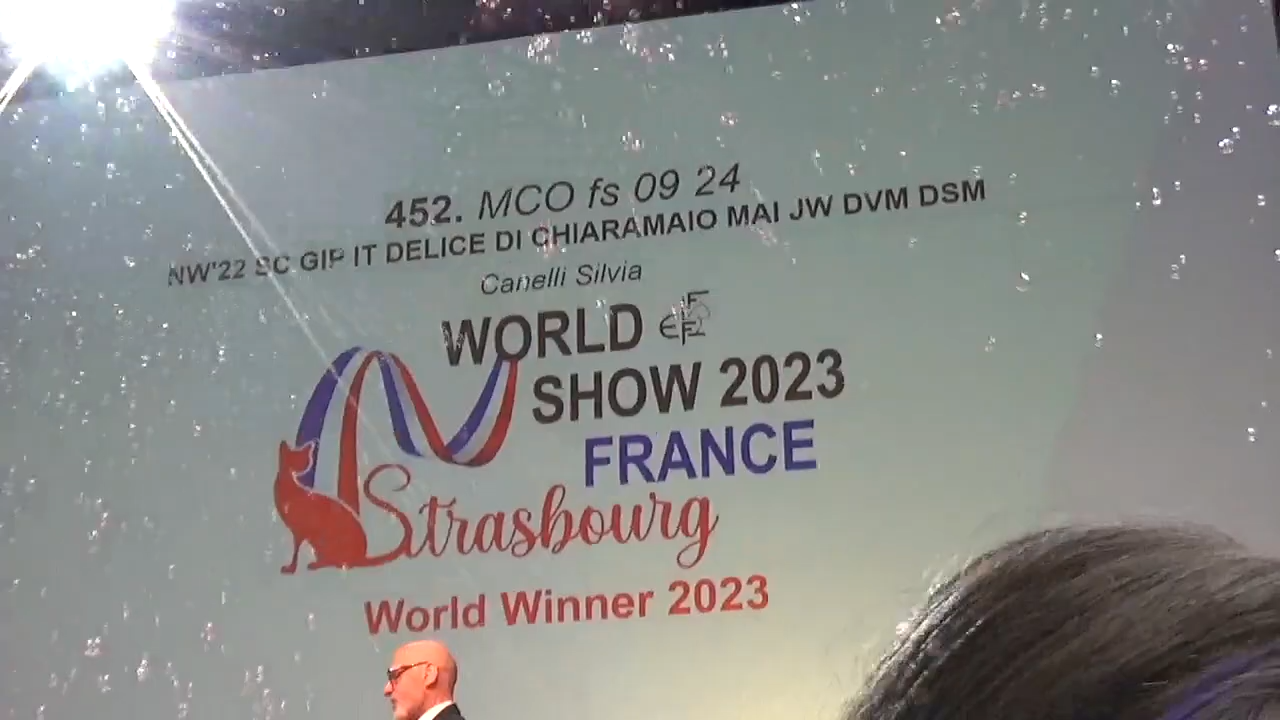 452. MCO fs 09 24
NW'22 SC GIP IT DELICE DI CHIARAMAIO MAI JW DVM DSM
Canelli Silvia
WORLD FIFe
SHOW 2023
FRANCE
Strasbourg
World Winner 2023